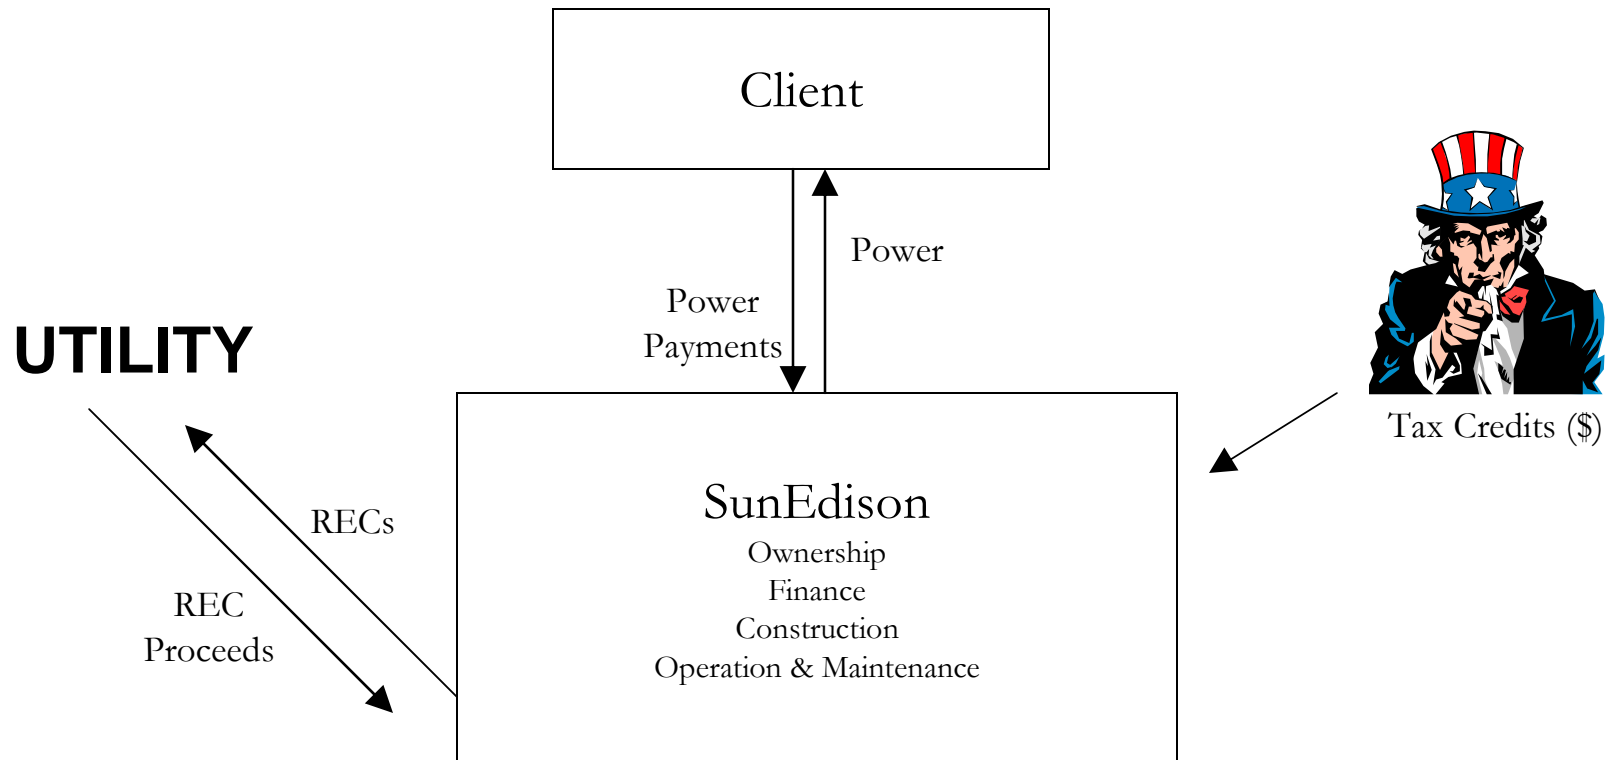 Client
Power
Power
Payments
UTILITY
Tax Credits ($)
RECs
REC
Proceeds
SunEdison
Ownership
Finance
Construction
Operation & Maintenance